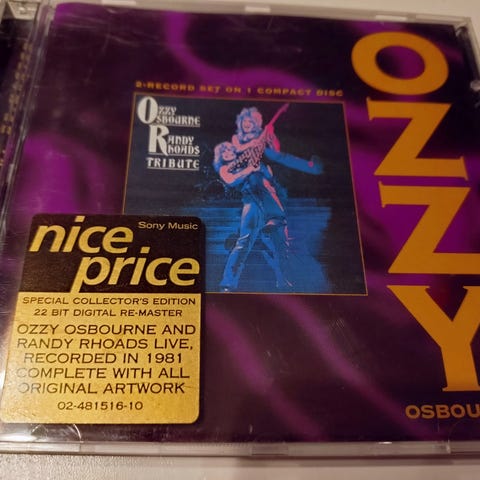 2-RECORD SET ON 1 COMPACT DISC
OZZY
OSBOURNE
RANDY
RHOADS
TRIBUTE
OZZY
OSBOU
Sony Music
nice
price
SPECIAL COLLECTOR'S EDITION
22 BIT DIGITAL RE-MASTER
OZZY OSBOURNE AND
RANDY RHOADS LIVE,
RECORDED IN 1981
COMPLETE WITH ALL
ORIGINAL ARTWORK
02-481516-10